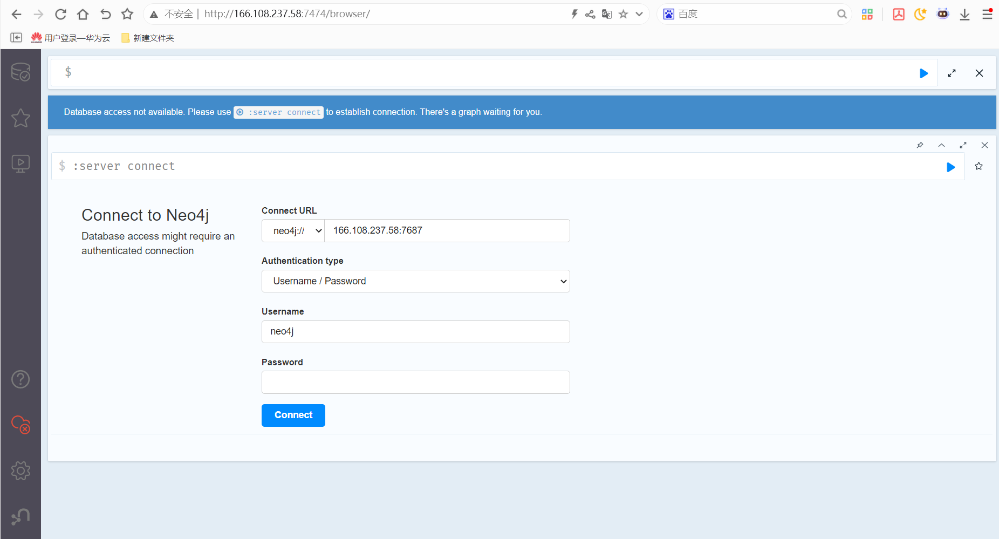 不安全 | http://166.108.237.58:7474/browser/
百度
用户登录—华为云 新建文件夹
$
Database access not available. Please use :server connect to establish connection. There's a graph waiting for you.
$ :server connect
Connect to Neo4j
Database access might require an
authenticated connection
Connect URL
neo4j:// 166.108.237.58:7687
Authentication type
Username / Password
Username
neo4j
Password
Connect